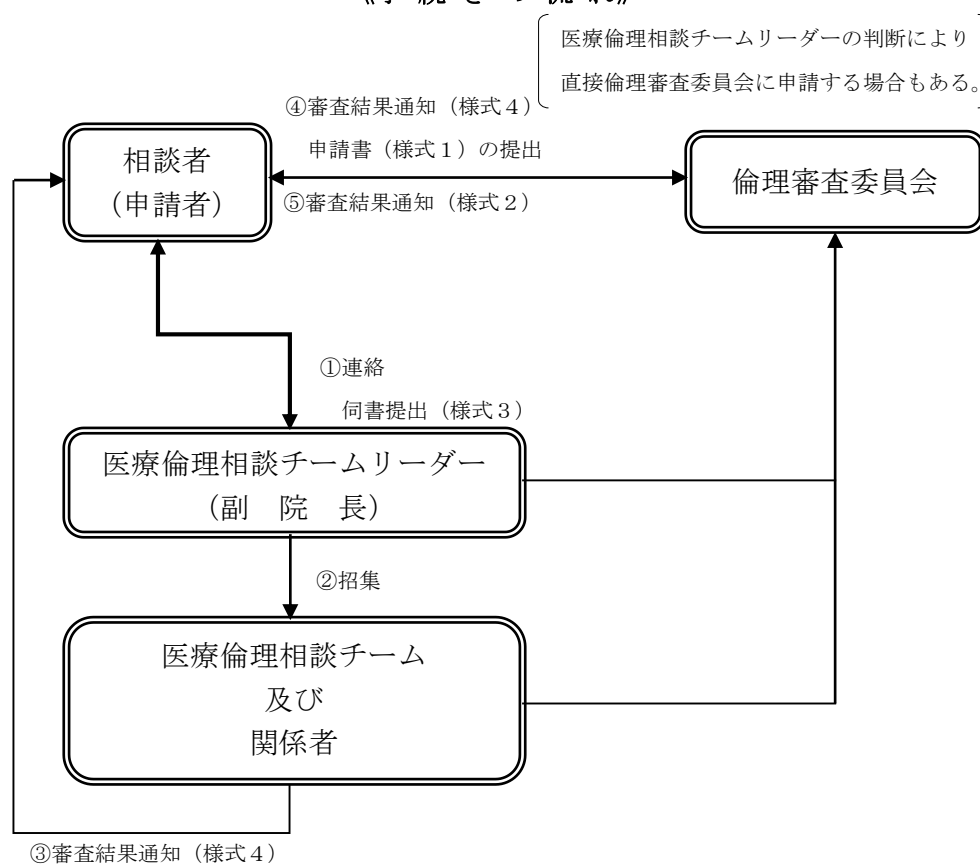 《手続きの流れ》
医療倫理相談チームリーダーの判断により
直接倫理審査委員会に申請する場合もある。
④審査結果通知（様式４）
申請書（様式１）の提出
相談者
（申請者）
倫理審査委員会
⑤審査結果通知（様式２）
①連絡
伺書提出（様式３）
医療倫理相談チームリーダー
（副　院　長）
②招集
医療倫理相談チーム
及び
関係者
③審査結果通知（様式４）